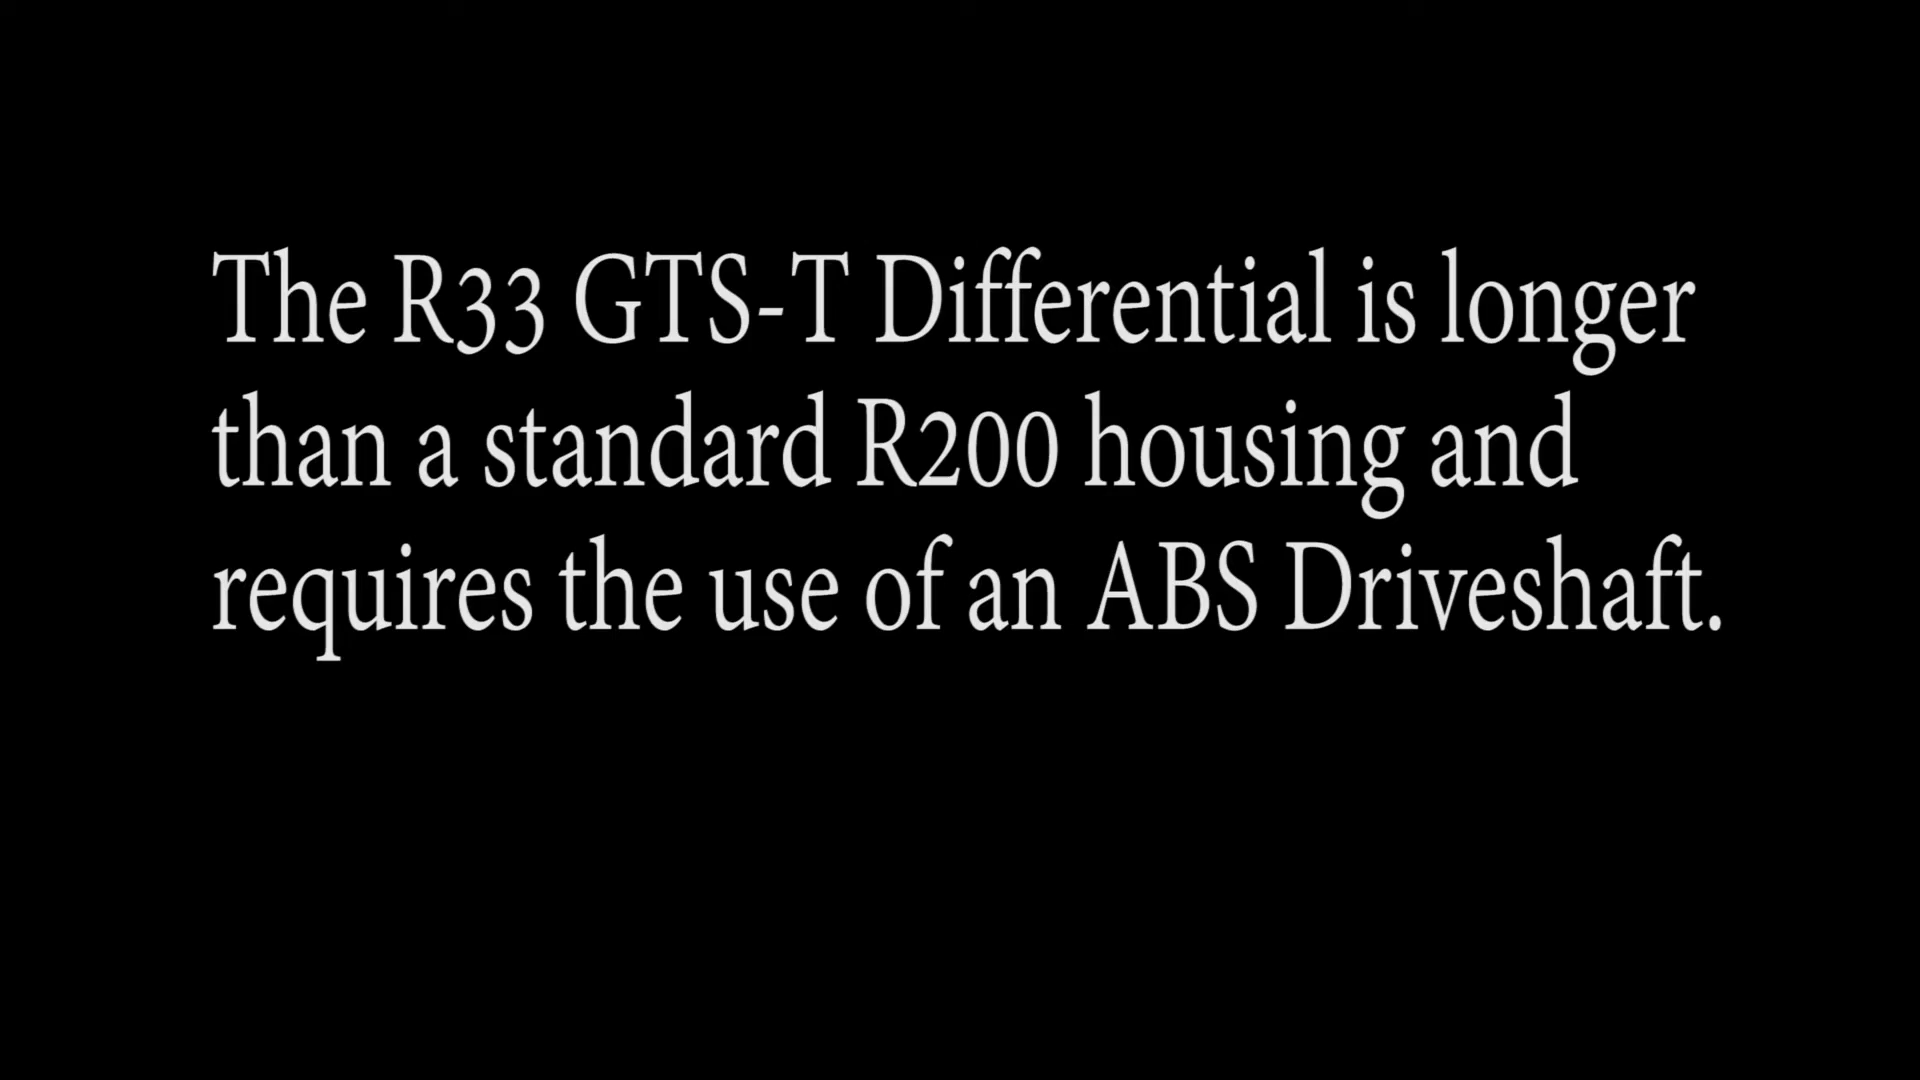 The R33 GTS-T Differential is longer
than a standard R200 housing and
requires the use of an ABS Driveshaft.